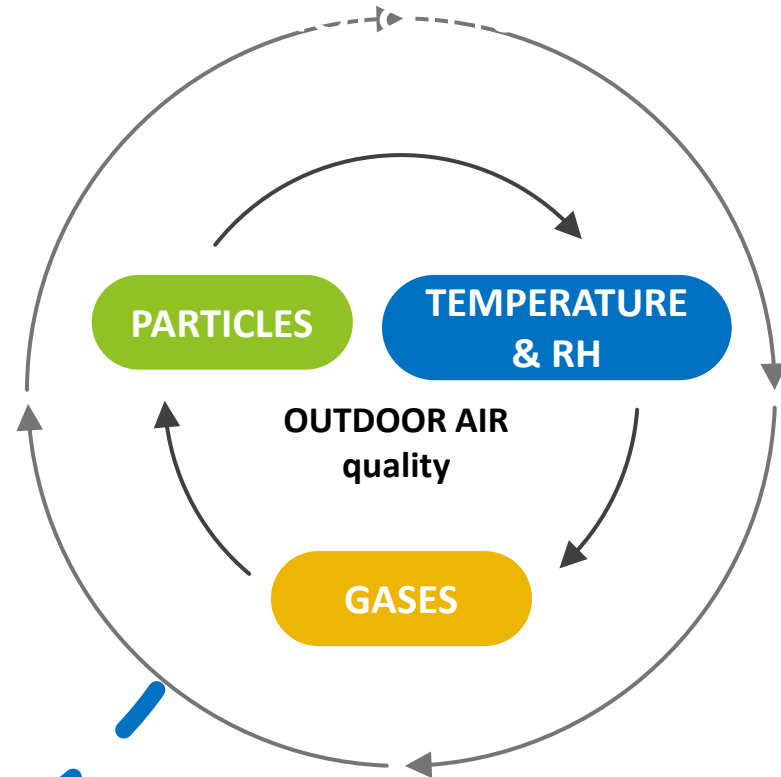 PARTICLES
TEMPERATURE
& RH
OUTDOOR AIR
quality
GASES